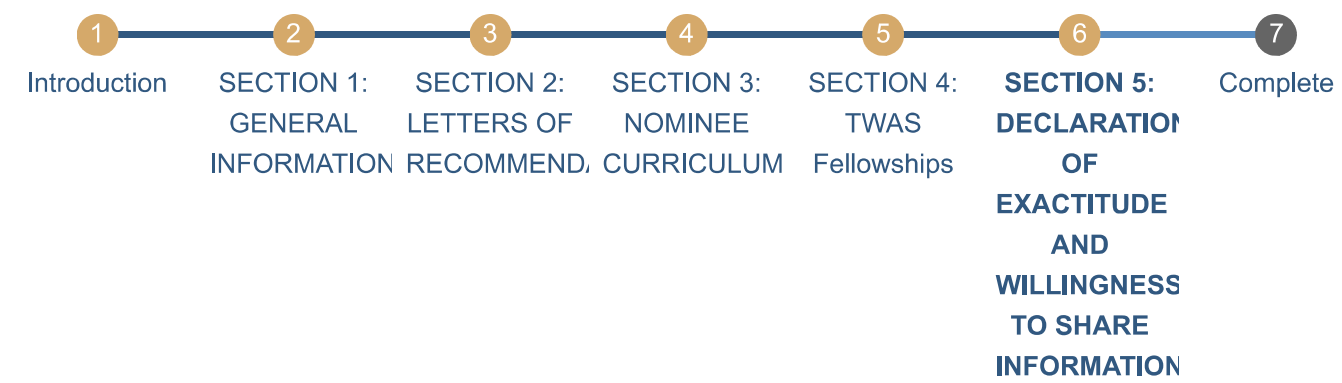 1
Introduction
2
SECTION 1:
GENERAL
INFORMATION
3
SECTION 2:
LETTERS OF
RECOMMEND
4
SECTION 3:
NOMINEE
CURRICULUM
5
SECTION 4:
TWAS
Fellowships
6
SECTION 5:
DECLARATION
OF
EXACTITUDE
AND
WILLINGNESS
TO SHARE
INFORMATION
7
Complete